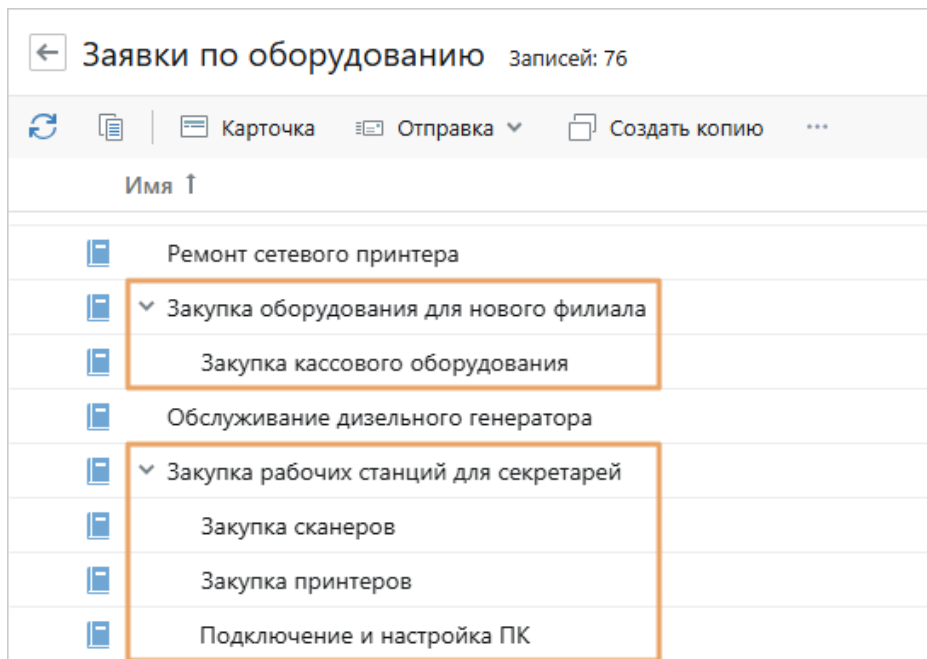 Заявки по оборудованию Записей: 76
Карточка Отправка Создать копию ...
Имя
Ремонт сетевого принтера
Закупка оборудования для нового филиала
Закупка кассового оборудования
Обслуживание дизельного генератора
Закупка рабочих станций для секретарей
Закупка сканеров
Закупка принтеров
Подключение и настройка ПК